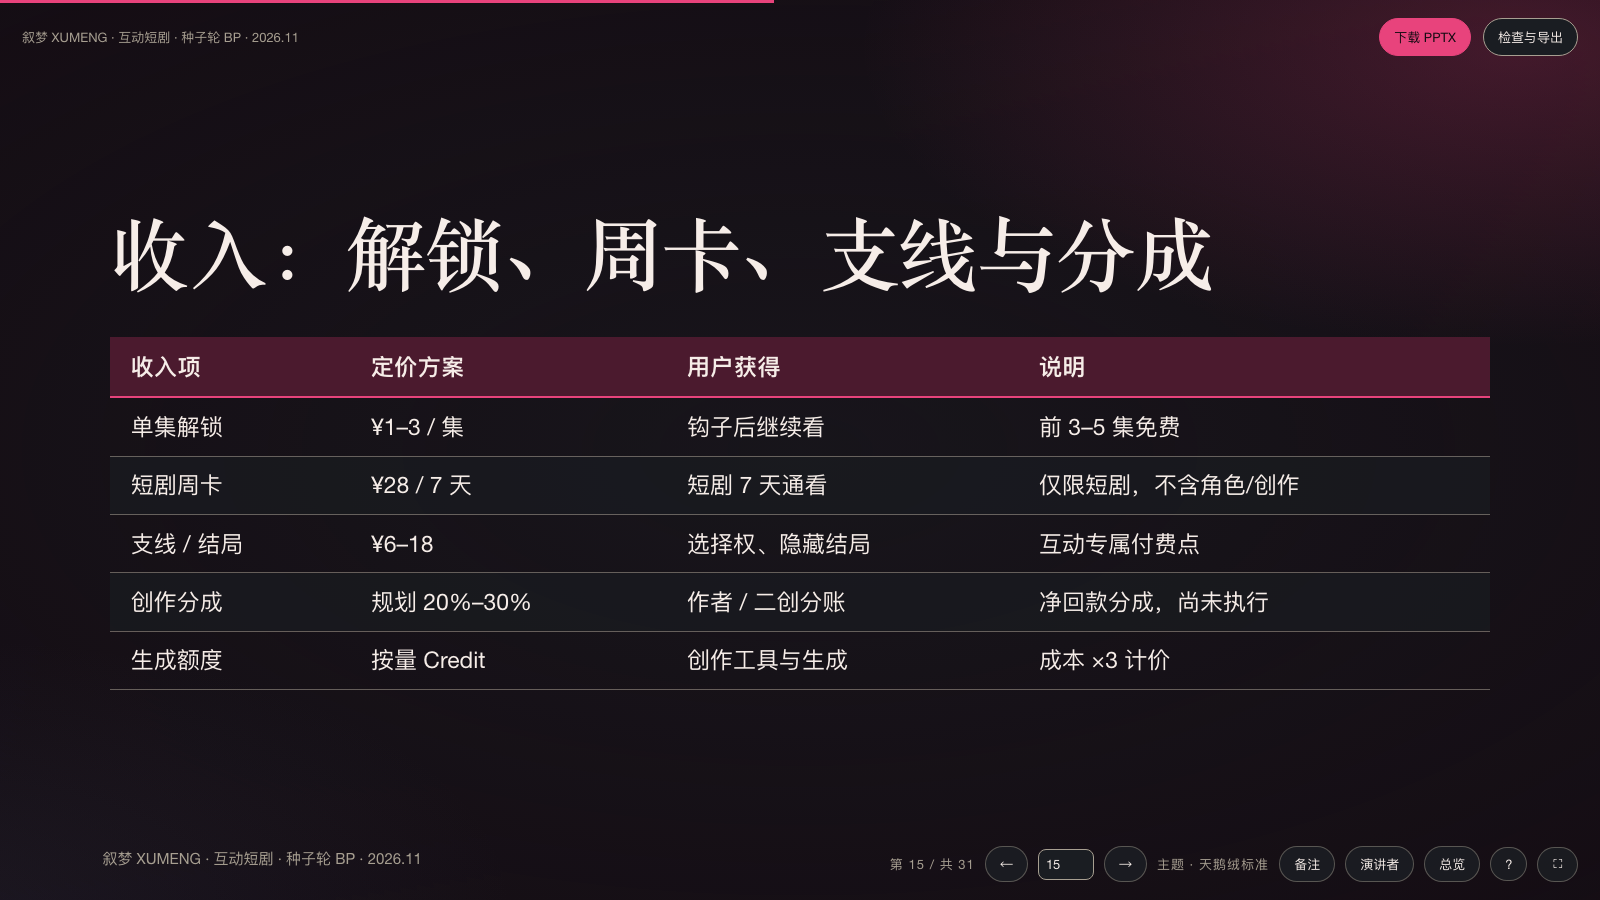 叙梦 XUMENG · 互动短剧 · 种子轮 BP · 2026.11
下载 PPTX
检查与导出
收入：解锁、周卡、支线与分成
收入项 定价方案 用户获得 说明
单集解锁 ¥1–3 / 集 钩子后继续看 前 3–5 集免费
短剧周卡 ¥28 / 7 天 短剧 7 天通看 仅限短剧，不含角色/创作
支线 / 结局 ¥6–18 选择权、隐藏结局 互动专属付费点
创作分成 规划 20%–30% 作者 / 二创分账 净回款分成，尚未执行
生成额度 按量 Credit 创作工具与生成 成本 ×3 计价
叙梦 XUMENG · 互动短剧 · 种子轮 BP · 2026.11
第 15 / 共 31 ← 15 → 主题 · 天鹅绒标准 备注 演讲者 总览 ?